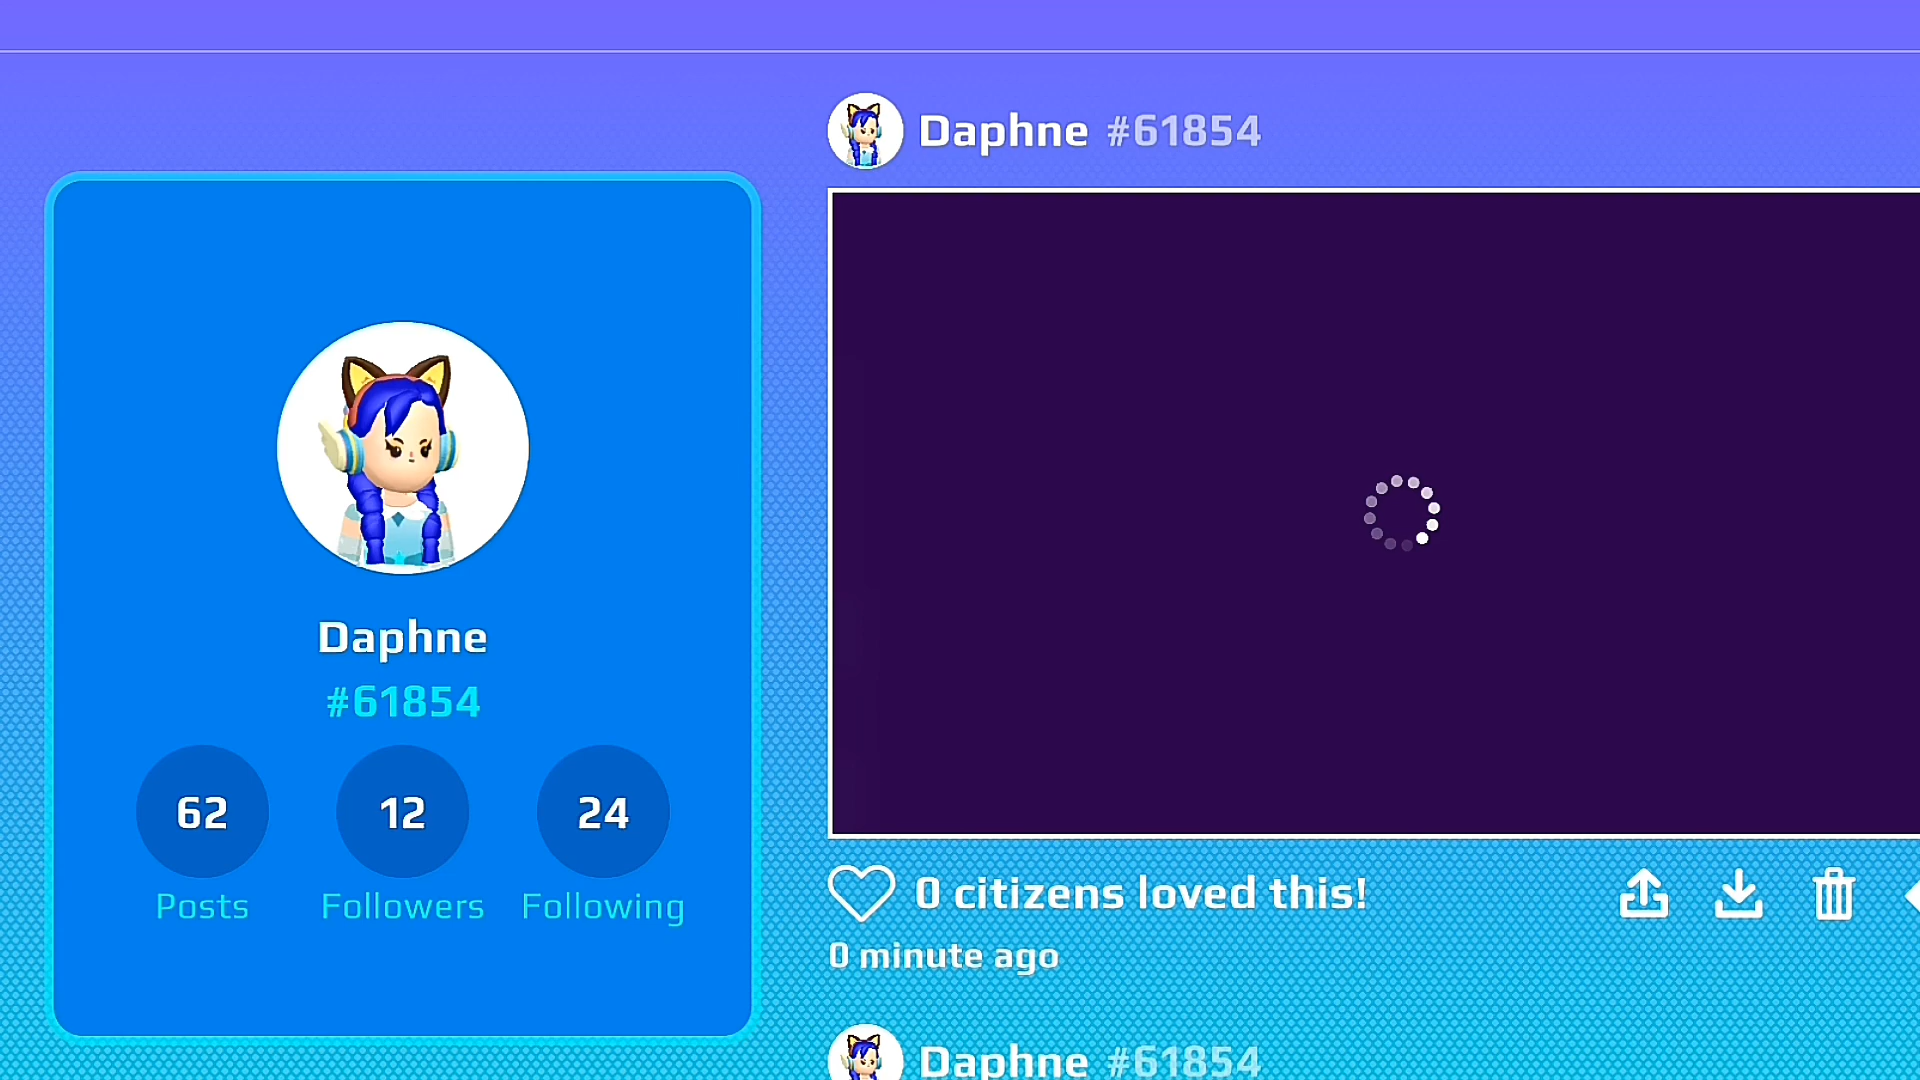 Daphne #61854
Daphne
#61854
62 12 24
Posts Followers Following
0 citizens loved this!
0 minute ago
Daphne #61854